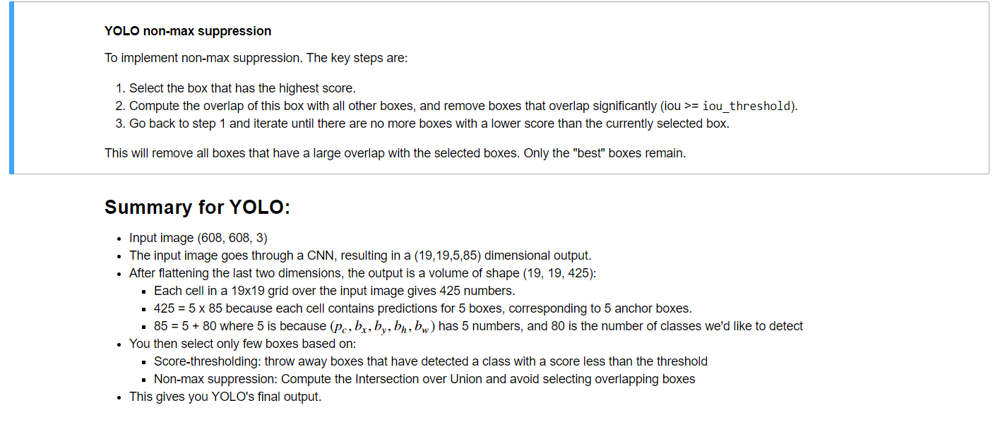 YOLO non-max suppression
To implement non-max suppression. The key steps are:
1. Select the box that has the highest score.
2. Compute the overlap of this box with all other boxes, and remove boxes that overlap significantly (iou >= iou_threshold).
3. Go back to step 1 and iterate until there are no more boxes with a lower score than the currently selected box.
This will remove all boxes that have a large overlap with the selected boxes. Only the "best" boxes remain.
Summary for YOLO:
• Input image (608, 608, 3)
• The input image goes through a CNN, resulting in a (19,19,5,85) dimensional output.
• After flattening the last two dimensions, the output is a volume of shape (19, 19, 425):
▪ Each cell in a 19x19 grid over the input image gives 425 numbers.
▪ 425 = 5 x 85 because each cell contains predictions for 5 boxes, corresponding to 5 anchor boxes.
▪ 85 = 5 + 80 where 5 is because (p_c, b_x, b_y, b_h, b_w) has 5 numbers, and 80 is the number of classes we'd like to detect
• You then select only few boxes based on:
▪ Score-thresholding: throw away boxes that have detected a class with a score less than the threshold
▪ Non-max suppression: Compute the Intersection over Union and avoid selecting overlapping boxes
• This gives you YOLO's final output.